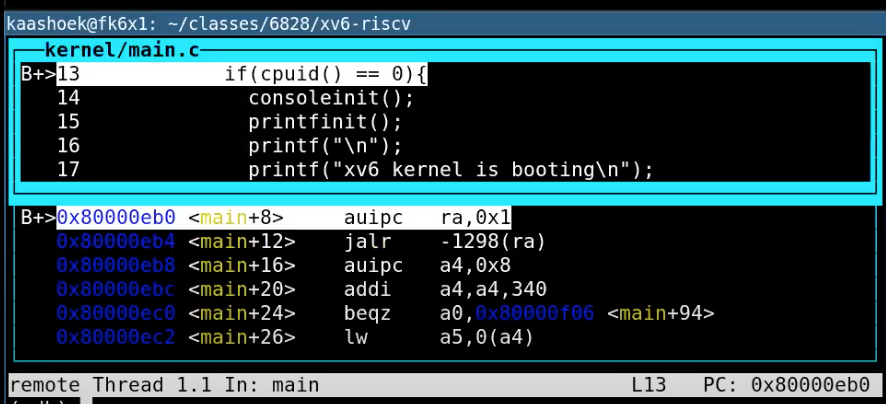 kaashoek@fk6x1: ~/classes/6828/xv6-riscv
kernel/main.c
B+>13 if(cpuid() == 0){
14 consoleinit();
15 printfinit();
16 printf("\n");
17 printf("xv6 kernel is booting\n");
B+>0x80000eb0 <main+8> auipc ra,0x1
0x80000eb4 <main+12> jalr -1298(ra)
0x80000eb8 <main+16> auipc a4,0x8
0x80000ebc <main+20> addi a4,a4,340
0x80000ec0 <main+24> beqz a0,0x80000f06 <main+94>
0x80000ec2 <main+26> lw a5,0(a4)
remote Thread 1.1 In: main L13 PC: 0x80000eb0